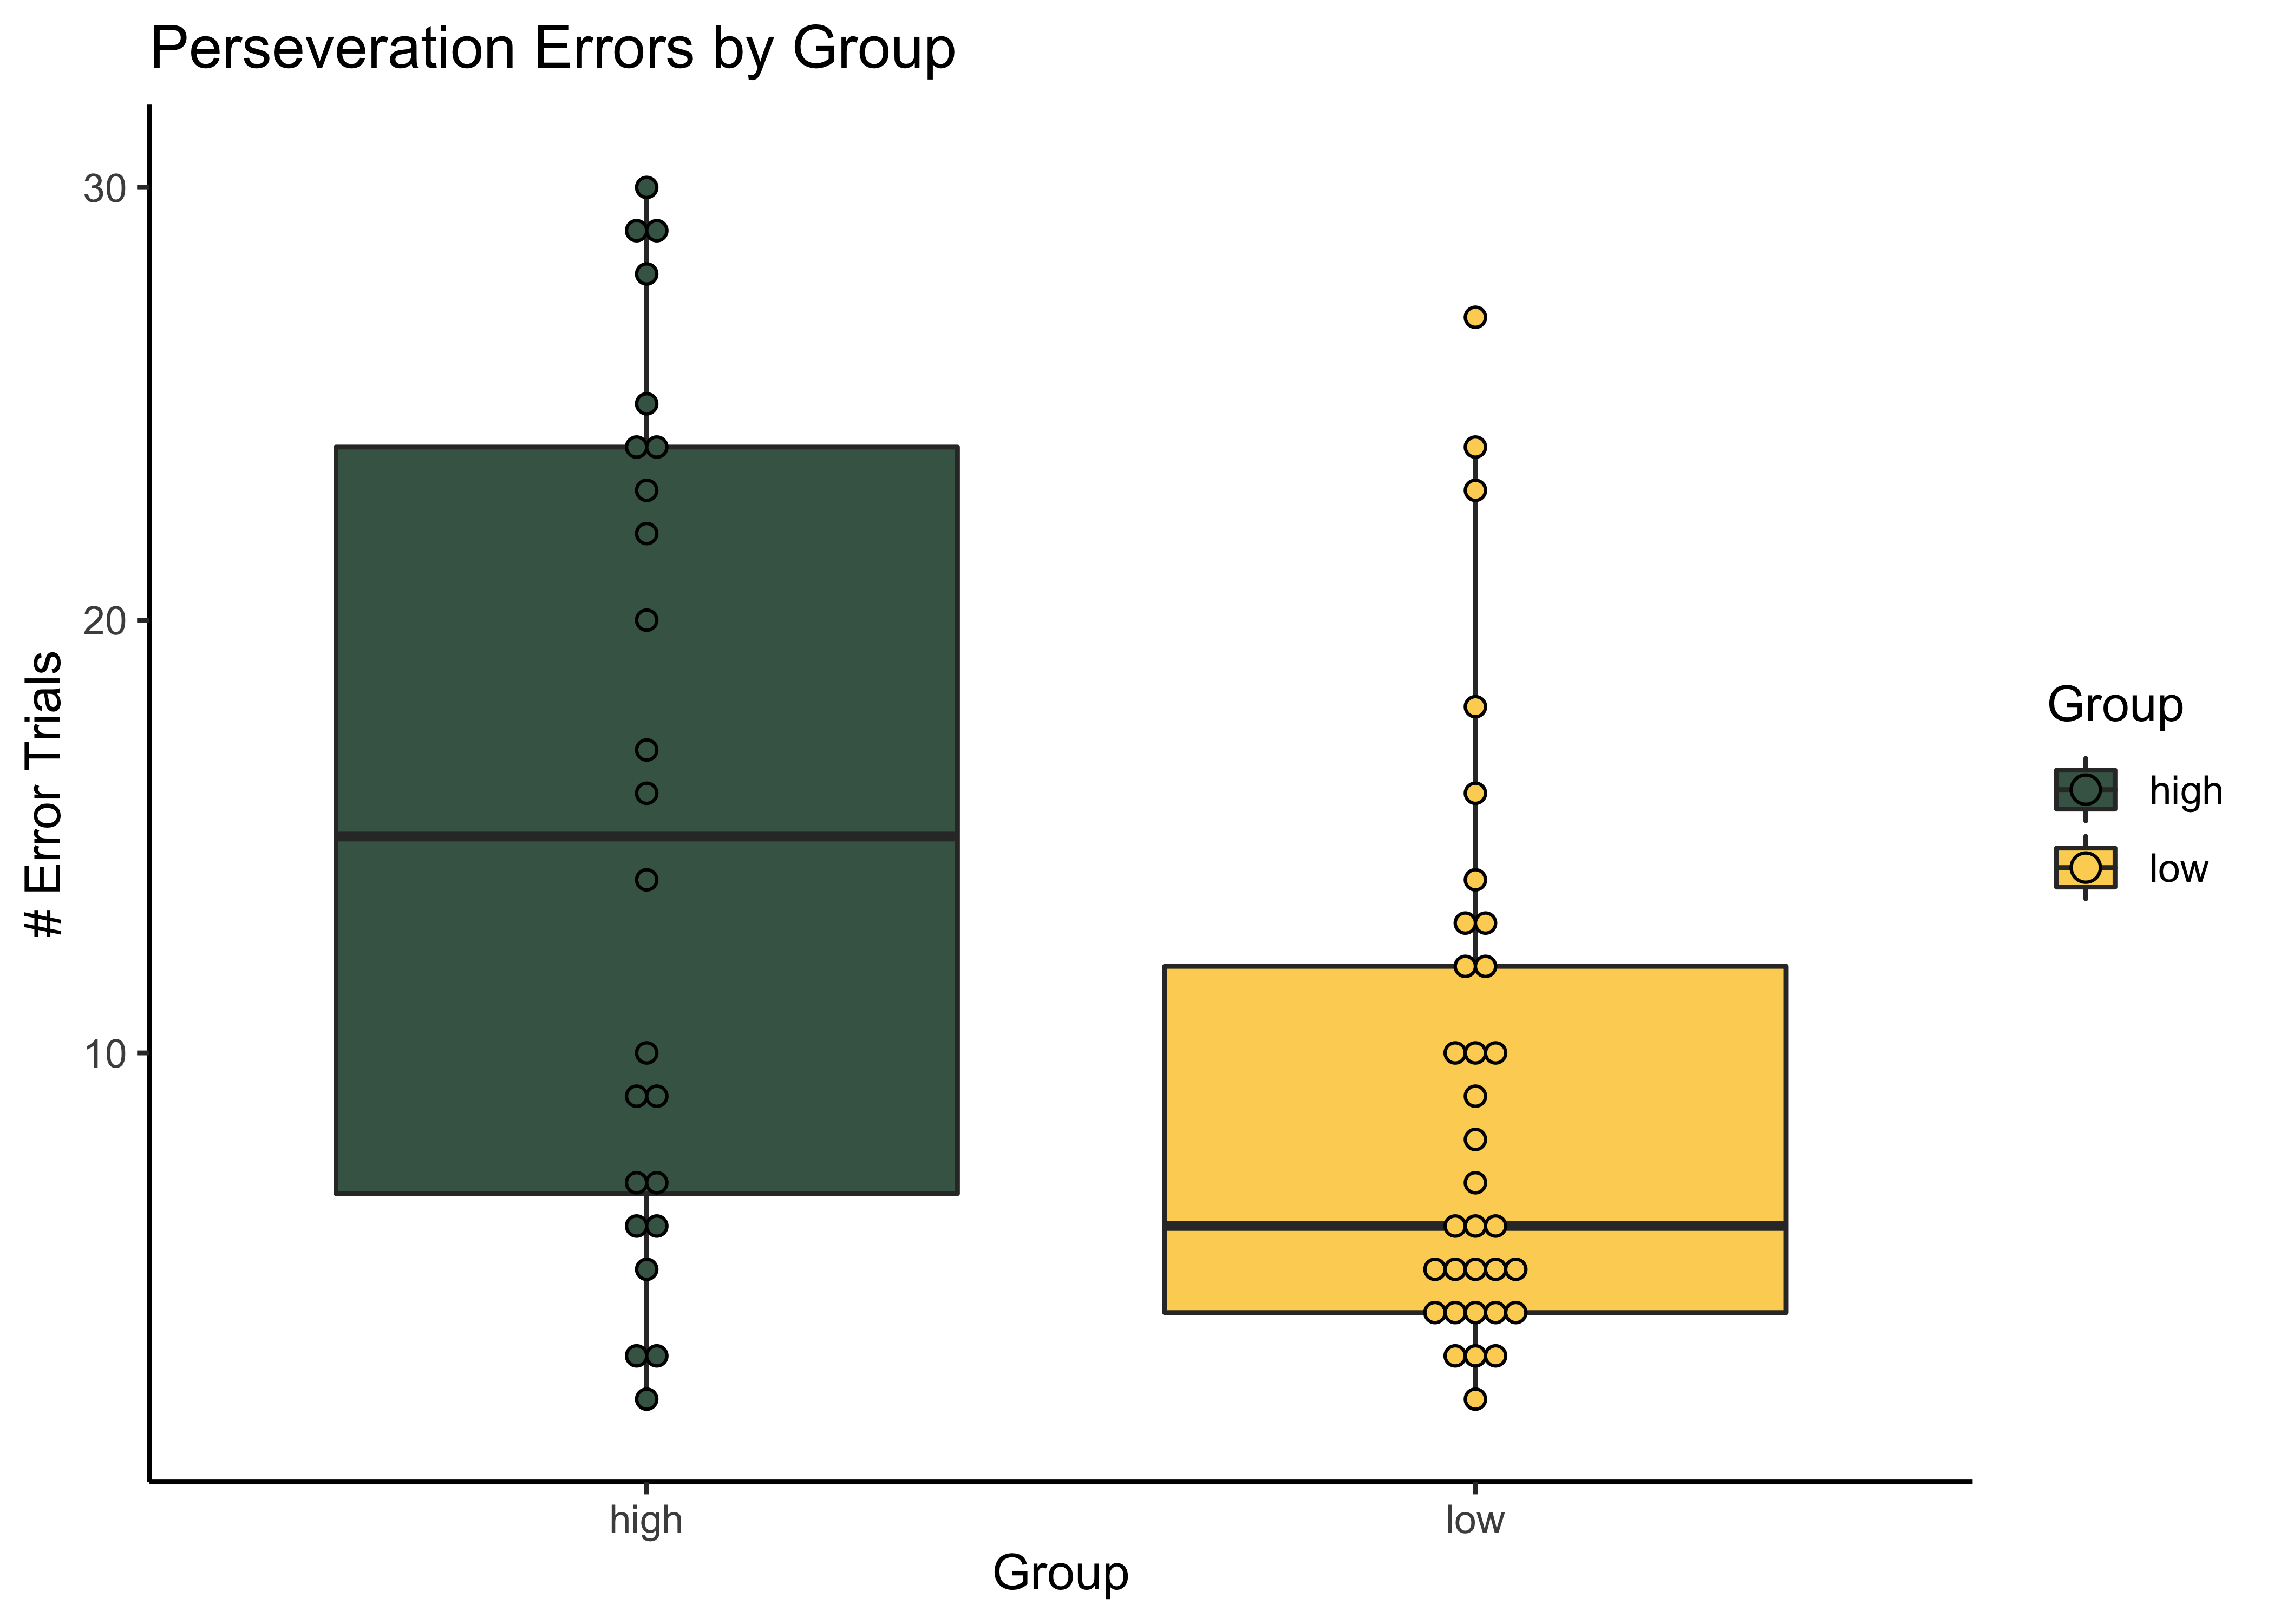 Perseveration Errors by Group
# Error Trials
30
20
10
high
low
Group
Group
high
low